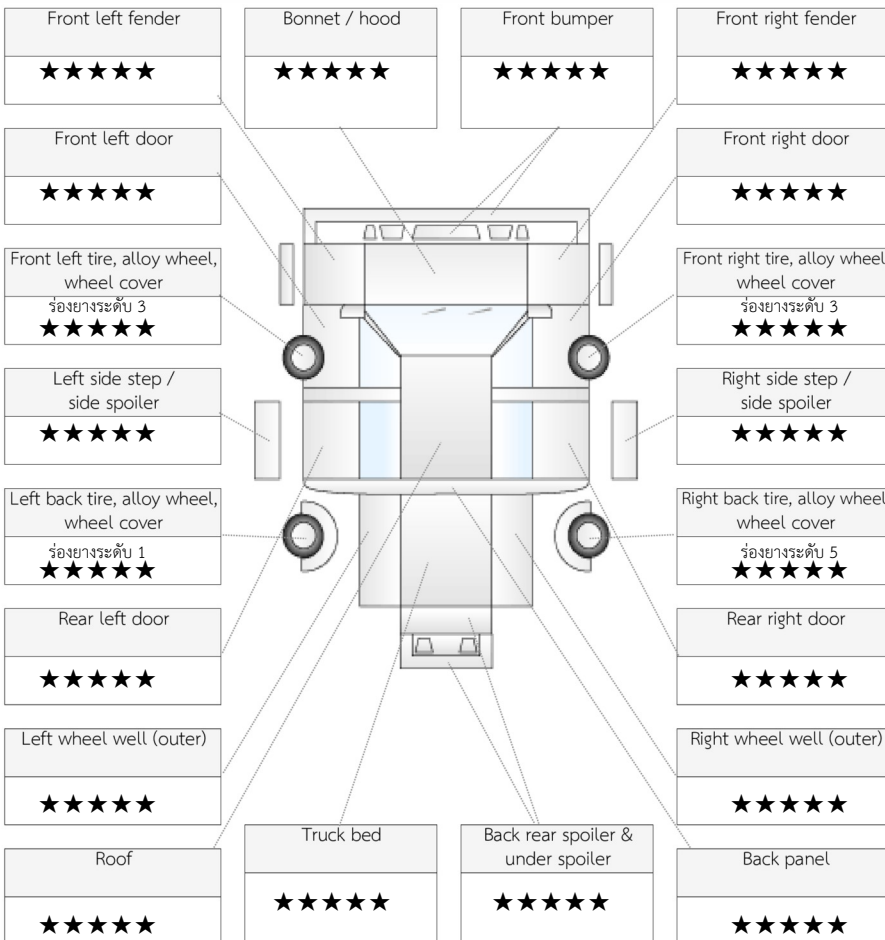 Front left fender
★★★★★
Bonnet / hood
★★★★★
Front bumper
★★★★★
Front right fender
★★★★★
Front left door
★★★★★
Front right door
★★★★★
Front left tire, alloy wheel,
wheel cover
ร่องยางระดับ 3
★★★★★
Front right tire, alloy wheel
wheel cover
ร่องยางระดับ 3
★★★★★
Left side step /
side spoiler
★★★★★
Right side step /
side spoiler
★★★★★
Left back tire, alloy wheel,
wheel cover
ร่องยางระดับ 1
★★★★★
Right back tire, alloy wheel
wheel cover
ร่องยางระดับ 5
★★★★★
Rear left door
★★★★★
Rear right door
★★★★★
Left wheel well (outer)
★★★★★
Right wheel well (outer)
★★★★★
Roof
★★★★★
Truck bed
★★★★★
Back rear spoiler &
under spoiler
★★★★★
Back panel
★★★★★